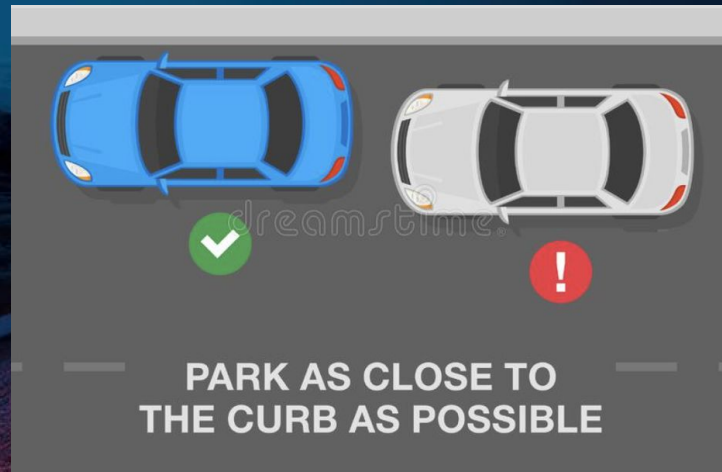 dreamstime
PARK AS CLOSE TO
THE CURB AS POSSIBLE